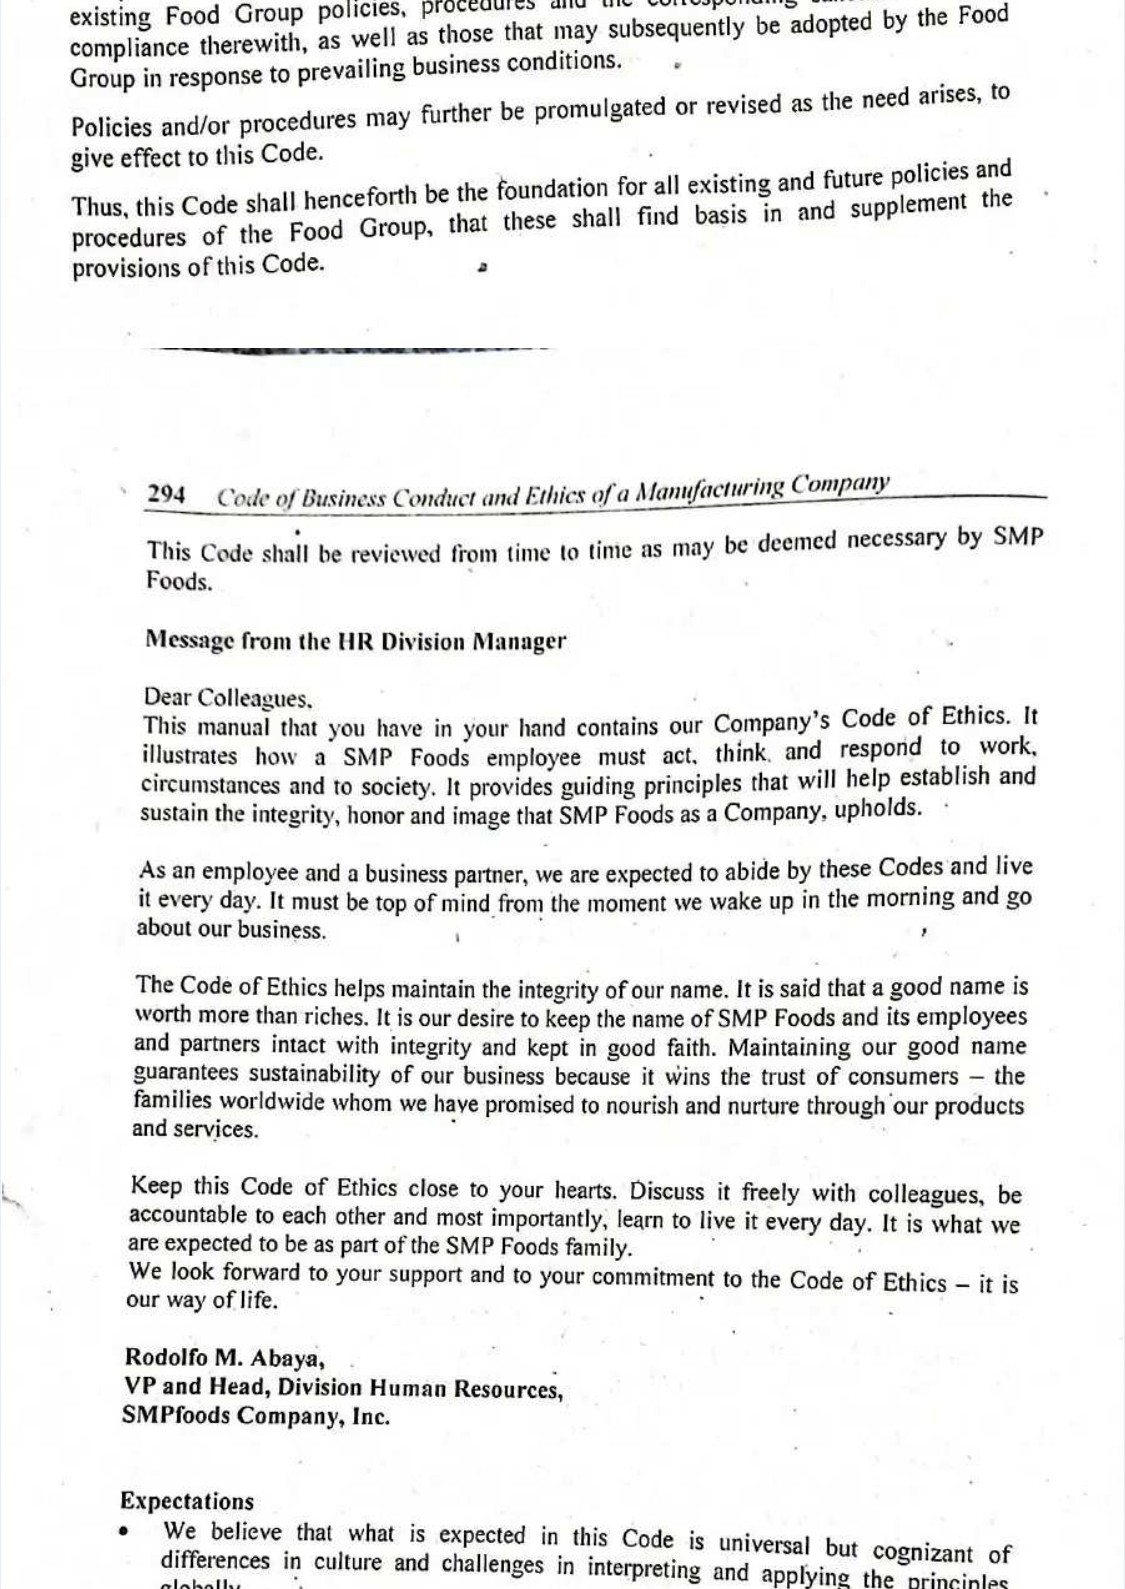 existing Food Group policies, procedures and the corresponding
compliance therewith, as well as those that may subsequently be adopted by the Food
Group in response to prevailing business conditions.
Policies and/or procedures may further be promulgated or revised as the need arises, to
give effect to this Code.
Thus, this Code shall henceforth be the foundation for all existing and future policies and
procedures of the Food Group, that these shall find basis in and supplement the
provisions of this Code.
294 Code of Business Conduct and Ethics of a Manufacturing Company
This Code shall be reviewed from time to time as may be deemed necessary by SMP
Foods.
Message from the HR Division Manager
Dear Colleagues,
This manual that you have in your hand contains our Company's Code of Ethics. It
illustrates how a SMP Foods employee must act, think, and respond to work,
circumstances and to society. It provides guiding principles that will help establish and
sustain the integrity, honor and image that SMP Foods as a Company, upholds.
As an employee and a business partner, we are expected to abide by these Codes and live
it every day. It must be top of mind from the moment we wake up in the morning and go
about our business.
The Code of Ethics helps maintain the integrity of our name. It is said that a good name is
worth more than riches. It is our desire to keep the name of SMP Foods and its employees
and partners intact with integrity and kept in good faith. Maintaining our good name
guarantees sustainability of our business because it wins the trust of consumers – the
families worldwide whom we have promised to nourish and nurture through our products
and services.
Keep this Code of Ethics close to your hearts. Discuss it freely with colleagues, be
accountable to each other and most importantly, learn to live it every day. It is what we
are expected to be as part of the SMP Foods family.
We look forward to your support and to your commitment to the Code of Ethics – it is
our way of life.
Rodolfo M. Abaya,
VP and Head, Division Human Resources,
SMPfoods Company, Inc.
Expectations
• We believe that what is expected in this Code is universal but cognizant of
differences in culture and challenges in interpreting and applying the principles
globally.